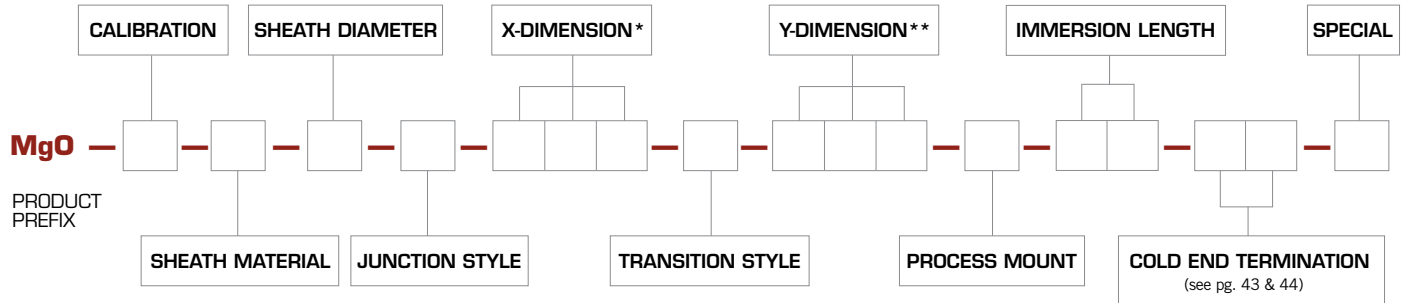 CALIBRATION
SHEATH DIAMETER
X-DIMENSION*
Y-DIMENSION**
IMMERSION LENGTH
SPECIAL
MgO
PRODUCT
PREFIX
SHEATH MATERIAL
JUNCTION STYLE
TRANSITION STYLE
PROCESS MOUNT
COLD END TERMINATION
(see pg. 43 & 44)